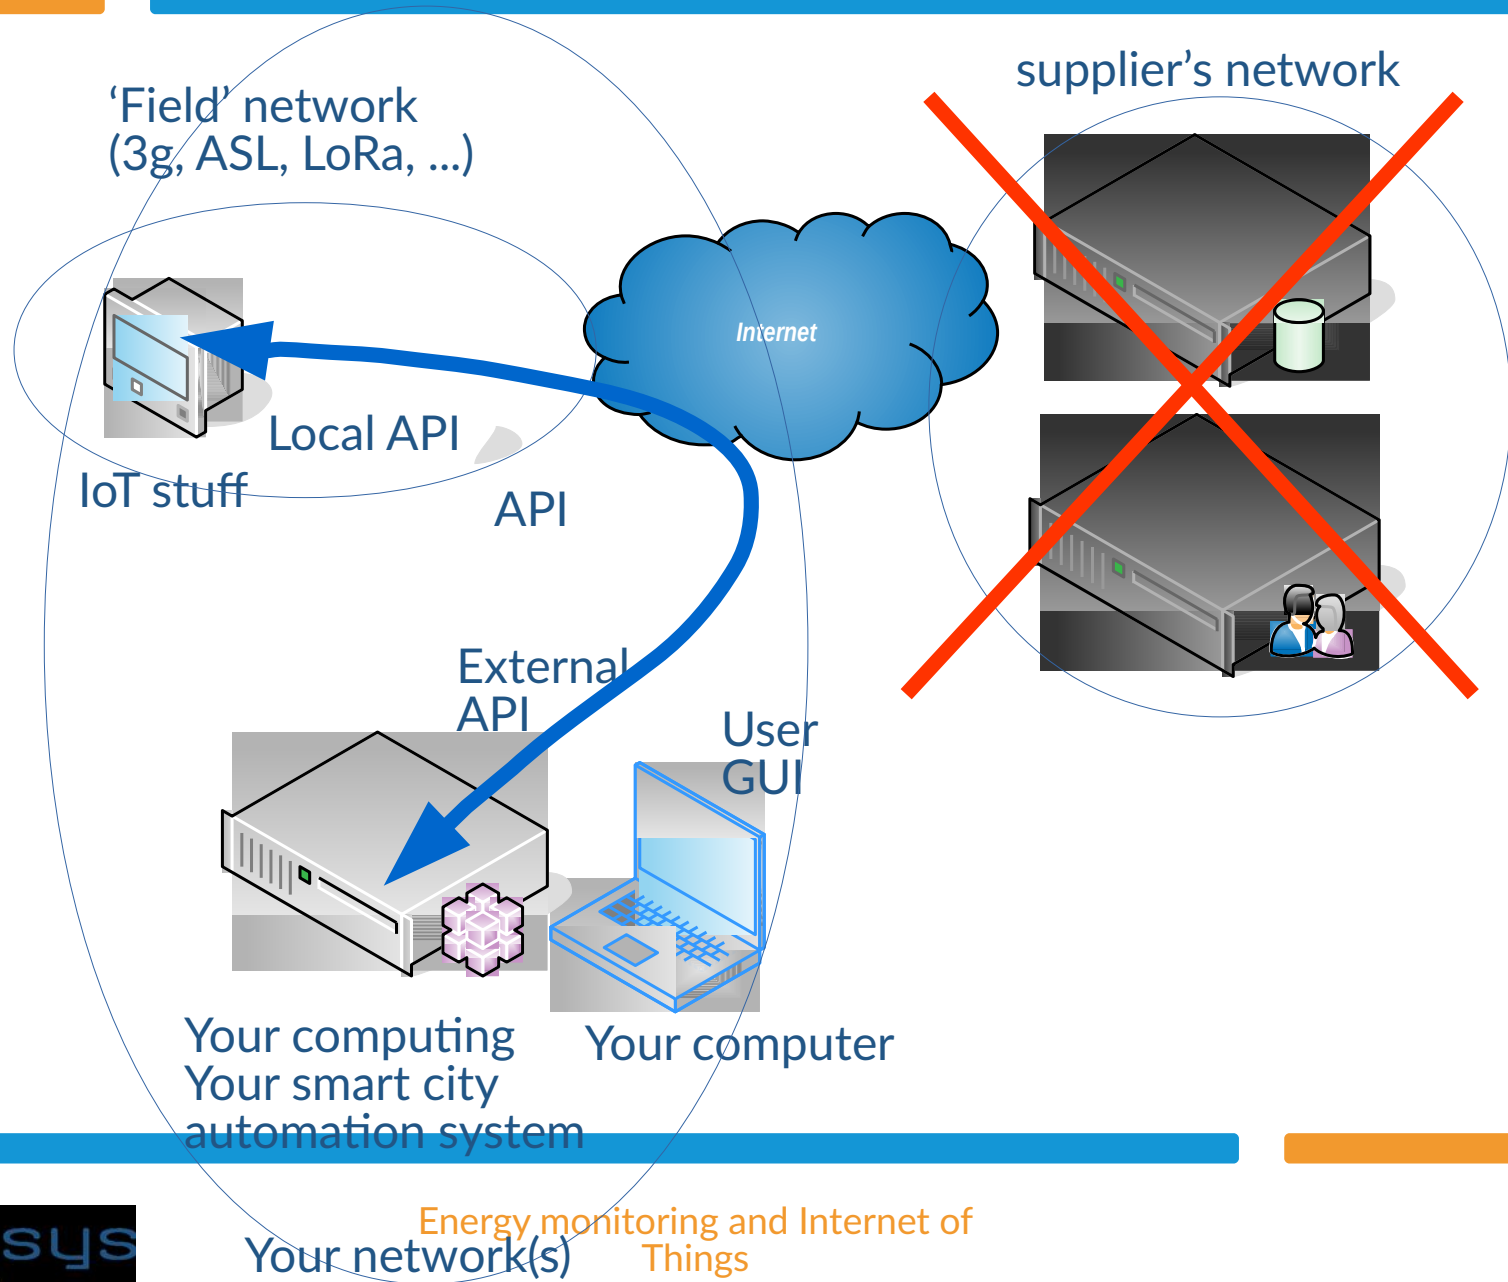 supplier’s network
‘Field’ network
(3g, ASL, LoRa, ...)
Internet
Local API
IoT stuff
API
External
API
User
GUI
Your computing
Your smart city
automation system
Your computer
Energy monitoring and Internet of
Things
Your network(s)
sys